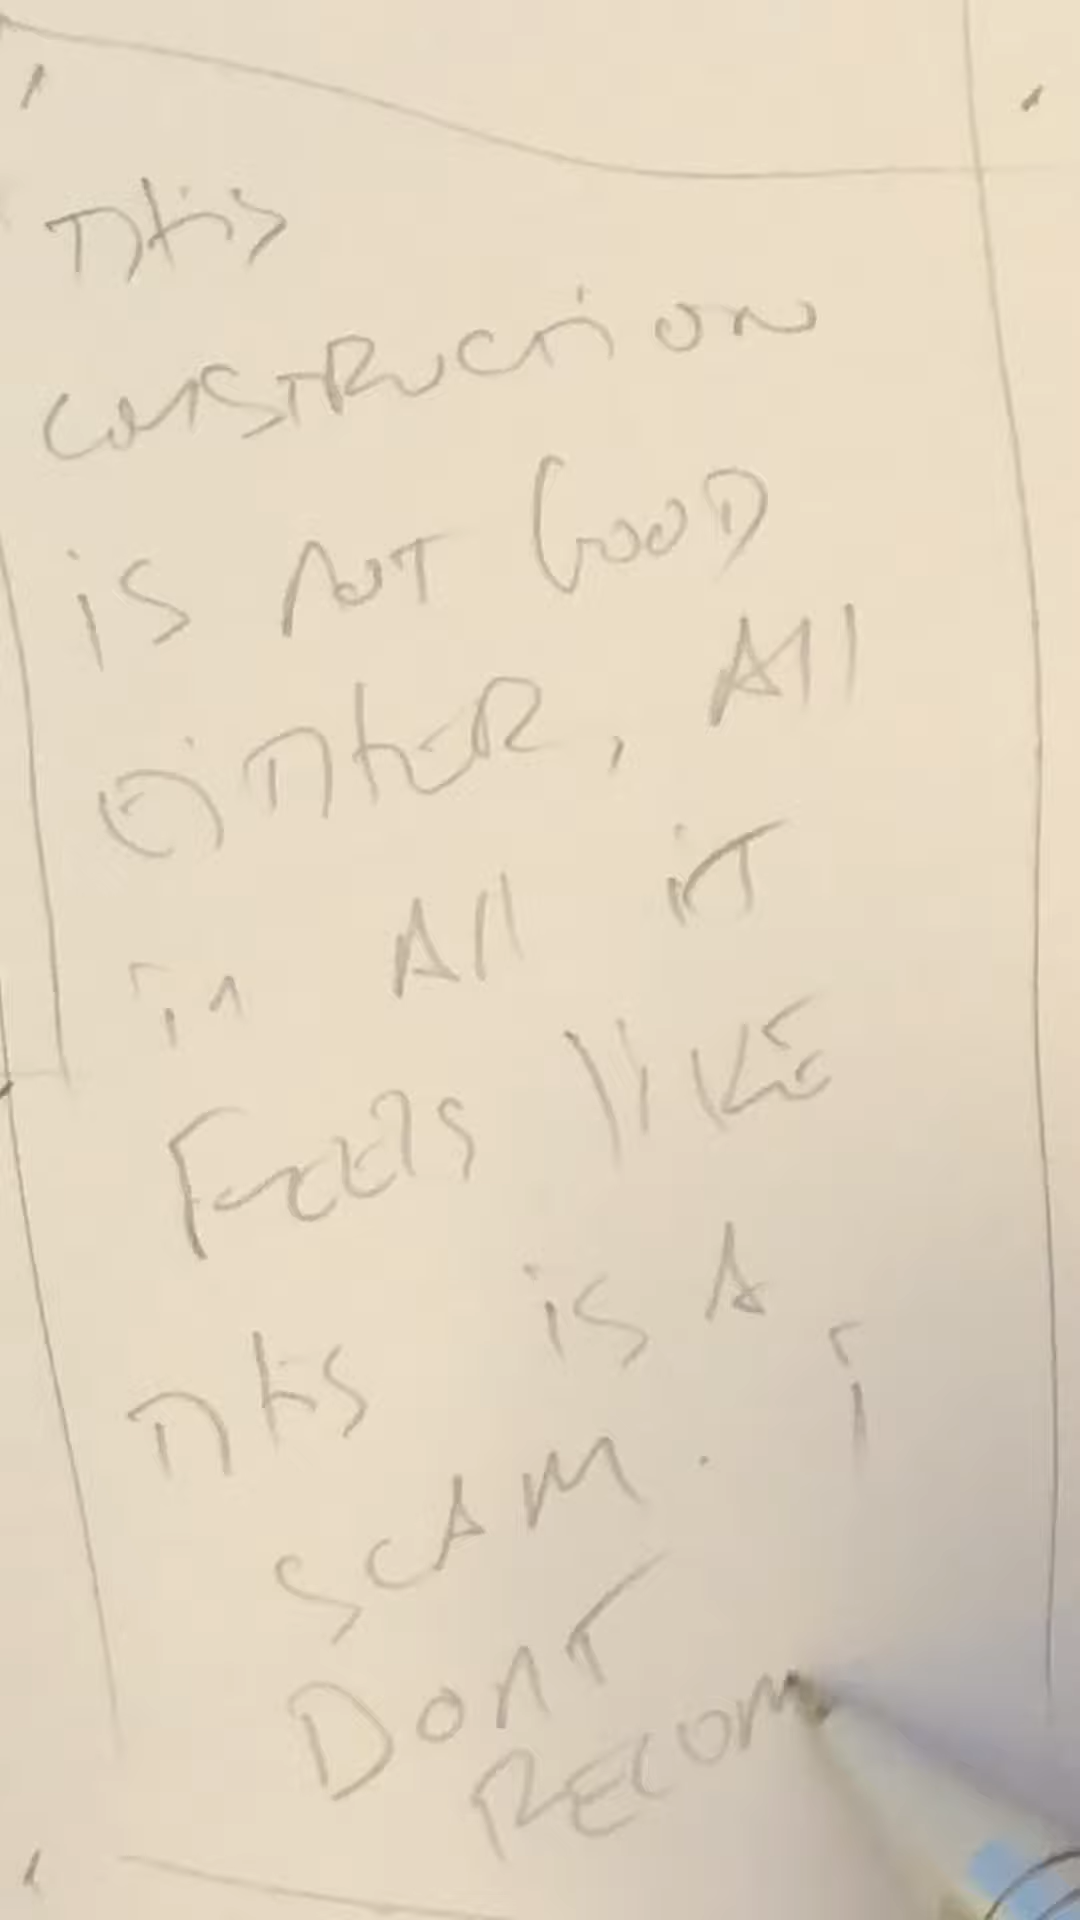 This
CONSTRUCTION
is NOT GOOD
EiTHER, All
in All iT
FEEls likE
This is A
SCAM. i
DONT
RECOM